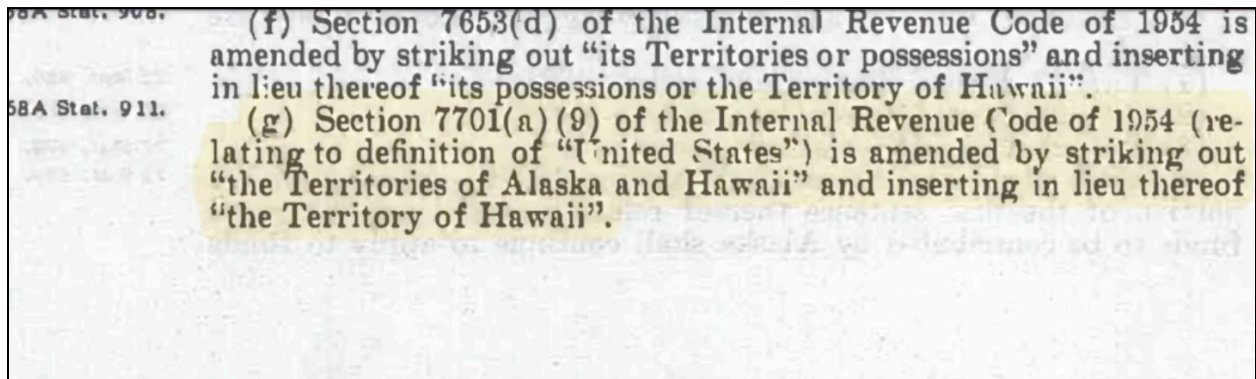 58A Stat. 908.
(f) Section 7653(d) of the Internal Revenue Code of 1954 is
amended by striking out “its Territories or possessions” and inserting
in lieu thereof “its possessions or the Territory of Hawaii”.
58A Stat. 911.
(g) Section 7701(a)(9) of the Internal Revenue Code of 1954 (re-
lating to definition of “United States”) is amended by striking out
“the Territories of Alaska and Hawaii” and inserting in lieu thereof
“the Territory of Hawaii”.